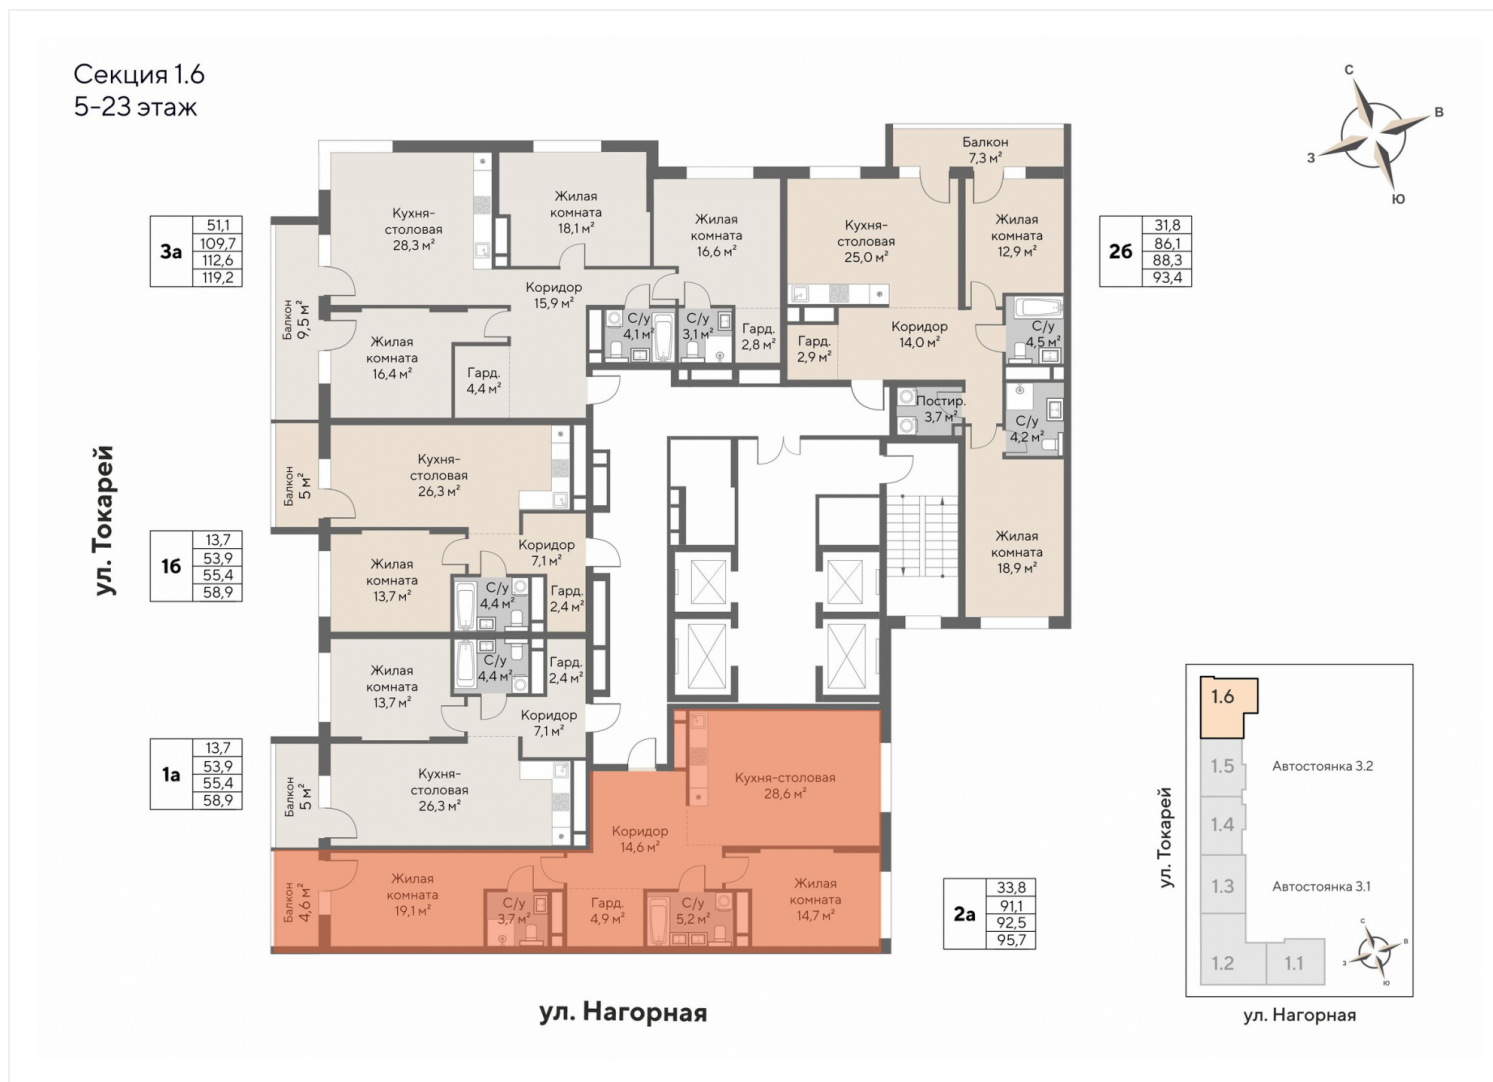 Секция 1.6
5-23 этаж
С
В
З
Ю
3а
51,1
109,7
112,6
119,2
Кухня-
столовая
28,3 м²
Жилая
комната
18,1 м²
Жилая
комната
16,6 м²
Коридор
15,9 м²
Балкон
9,5 м²
Жилая
комната
16,4 м²
Гард.
4,4 м²
С/у
4,1 м²
С/у
3,1 м²
Гард.
2,8 м²
Балкон
7,3 м²
Кухня-
столовая
25,0 м²
Жилая
комната
12,9 м²
2б
31,8
86,1
88,3
93,4
Гард.
2,9 м²
Коридор
14,0 м²
С/у
4,5 м²
Постир.
3,7 м²
С/у
4,2 м²
Жилая
комната
18,9 м²
ул. Токарей
Балкон
5 м²
Кухня-
столовая
26,3 м²
1б
13,7
53,9
55,4
58,9
Жилая
комната
13,7 м²
Коридор
7,1 м²
С/у
4,4 м²
Гард.
2,4 м²
Жилая
комната
13,7 м²
С/у
4,4 м²
Гард.
2,4 м²
Коридор
7,1 м²
1а
13,7
53,9
55,4
58,9
Балкон
5 м²
Кухня-
столовая
26,3 м²
Кухня-столовая
28,6 м²
Коридор
14,6 м²
Балкон
4,6 м²
Жилая
комната
19,1 м²
С/у
3,7 м²
Гард.
4,9 м²
С/у
5,2 м²
Жилая
комната
14,7 м²
2а
33,8
91,1
92,5
95,7
ул. Нагорная
1.6
1.5
Автостоянка 3.2
1.4
ул. Токарей
1.3
Автостоянка 3.1
1.2
1.1
С
В
З
Ю
ул. Нагорная